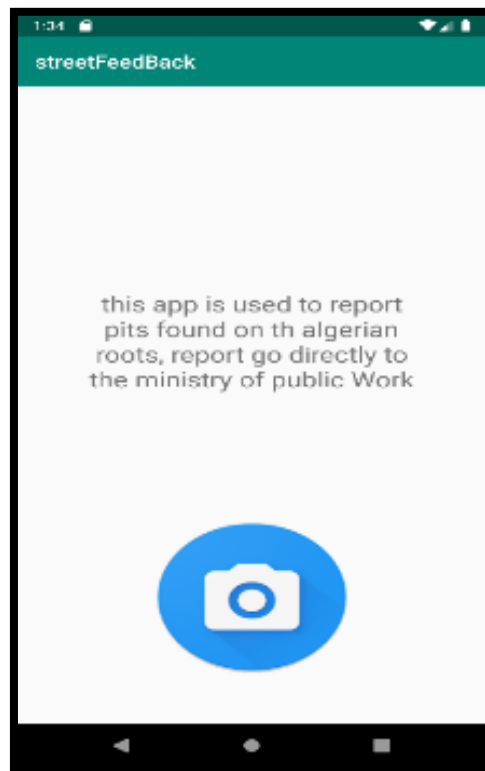 1:34
streetFeedBack
this app is used to report
pits found on th algerian
roots, report go directly to
the ministry of public Work